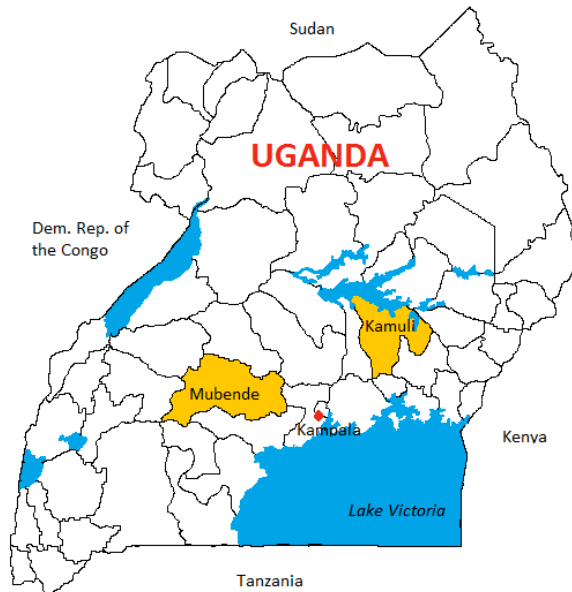 Sudan
UGANDA
Dem. Rep. of
the Congo
Kamuli
Mubende
Kampala
Kenya
Lake Victoria
Tanzania